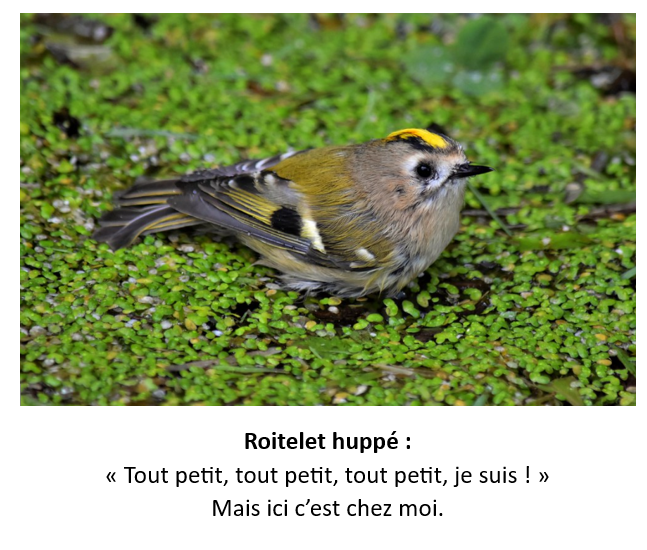 Roitelet huppé :
« Tout petit, tout petit, tout petit, je suis ! »
Mais ici c’est chez moi.